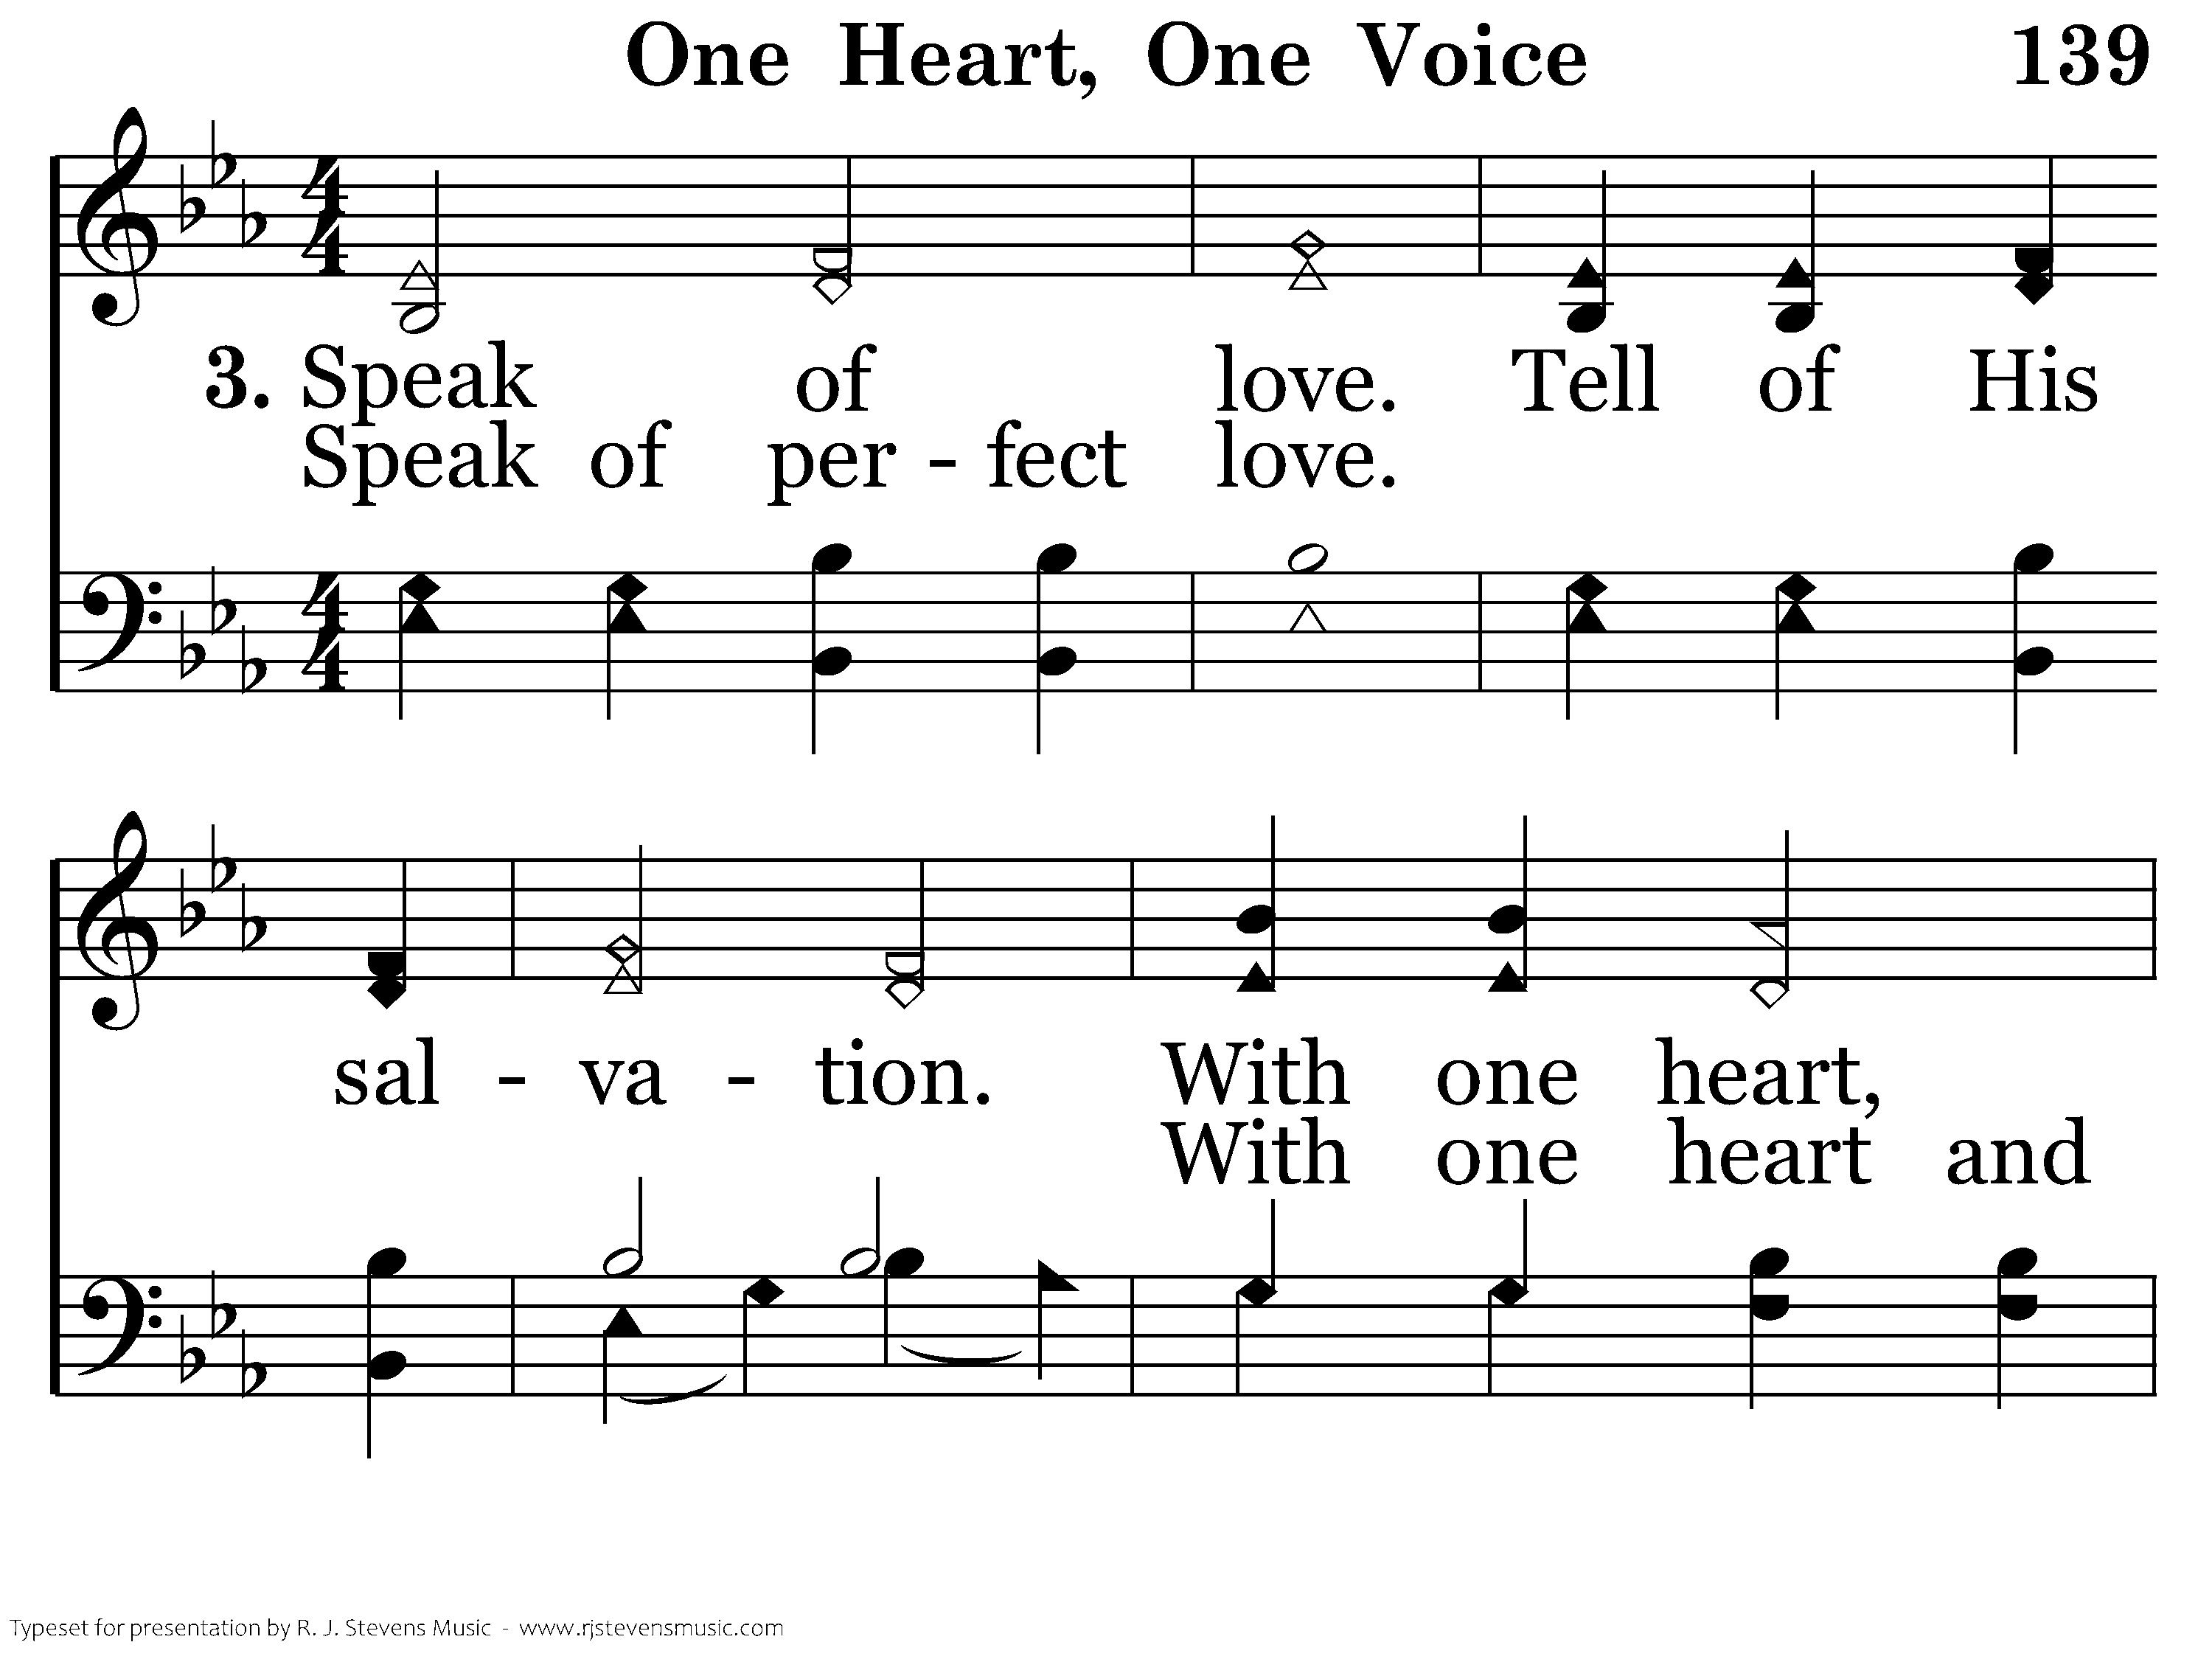 One Heart, One Voice 139
3. Speak of love. Tell of His
Speak of per - fect love.
sal - va - tion. With one heart,
With one heart and
Typeset for presentation by R. J. Stevens Music - www.rjstevensmusic.com